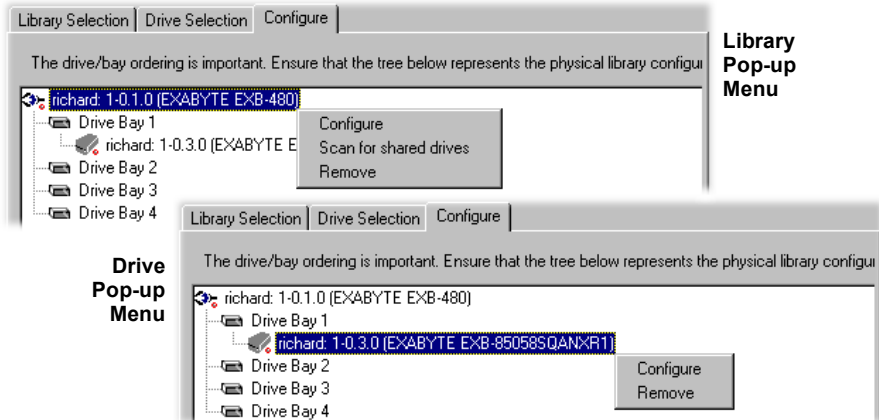 Library Selection Drive Selection Configure
The drive/bay ordering is important. Ensure that the tree below represents the physical library configu
Library
Pop-up
Menu
richard: 1-0.1.0 (EXABYTE EXB-480)
Drive Bay 1
richard: 1-0.3.0 (EXABYTE E
Drive Bay 2
Drive Bay 3
Drive Bay 4
Configure
Scan for shared drives
Remove
Library Selection Drive Selection Configure
Drive
Pop-up
Menu
The drive/bay ordering is important. Ensure that the tree below represents the physical library configu
richard: 1-0.1.0 (EXABYTE EXB-480)
Drive Bay 1
richard: 1-0.3.0 (EXABYTE EXB-85058SQANXR1)
Drive Bay 2
Drive Bay 3
Drive Bay 4
Configure
Remove